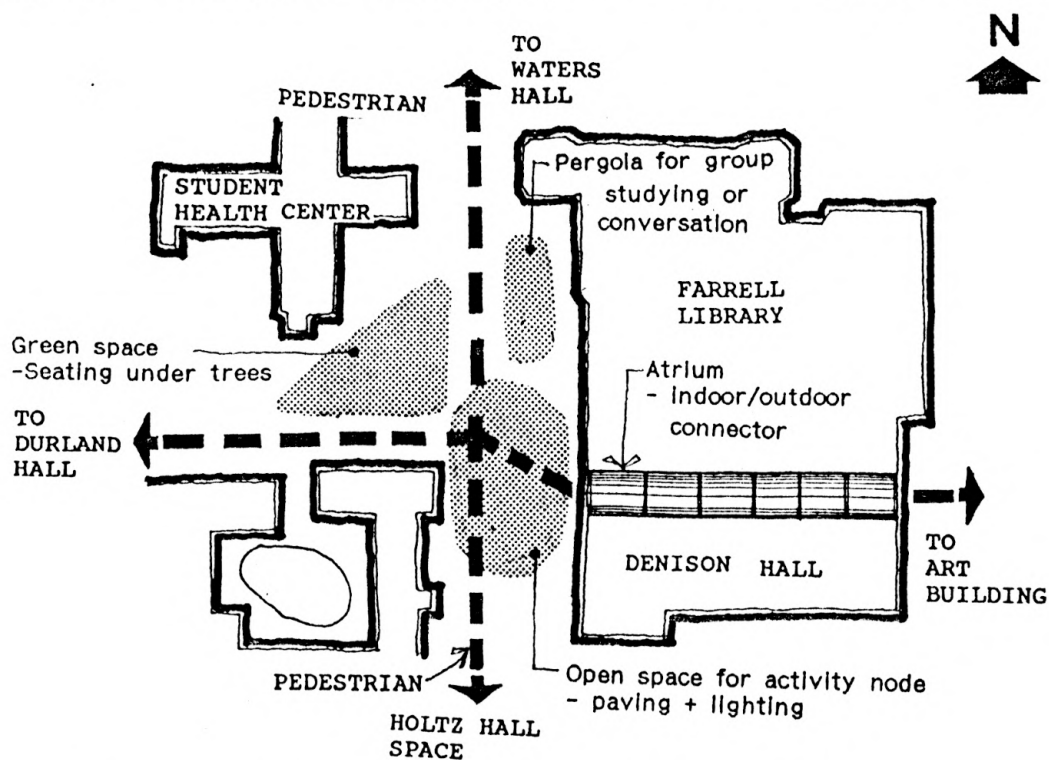 N
TO
WATERS
HALL
PEDESTRIAN
Pergola for group
studying or
conversation
STUDENT
HEALTH CENTER
FARRELL
LIBRARY
Green space
-Seating under trees
Atrium
- indoor/outdoor
connector
TO
DURLAND
HALL
DENISON HALL
TO
ART
BUILDING
PEDESTRIAN
Open space for activity node
- paving + lighting
HOLTZ HALL
SPACE